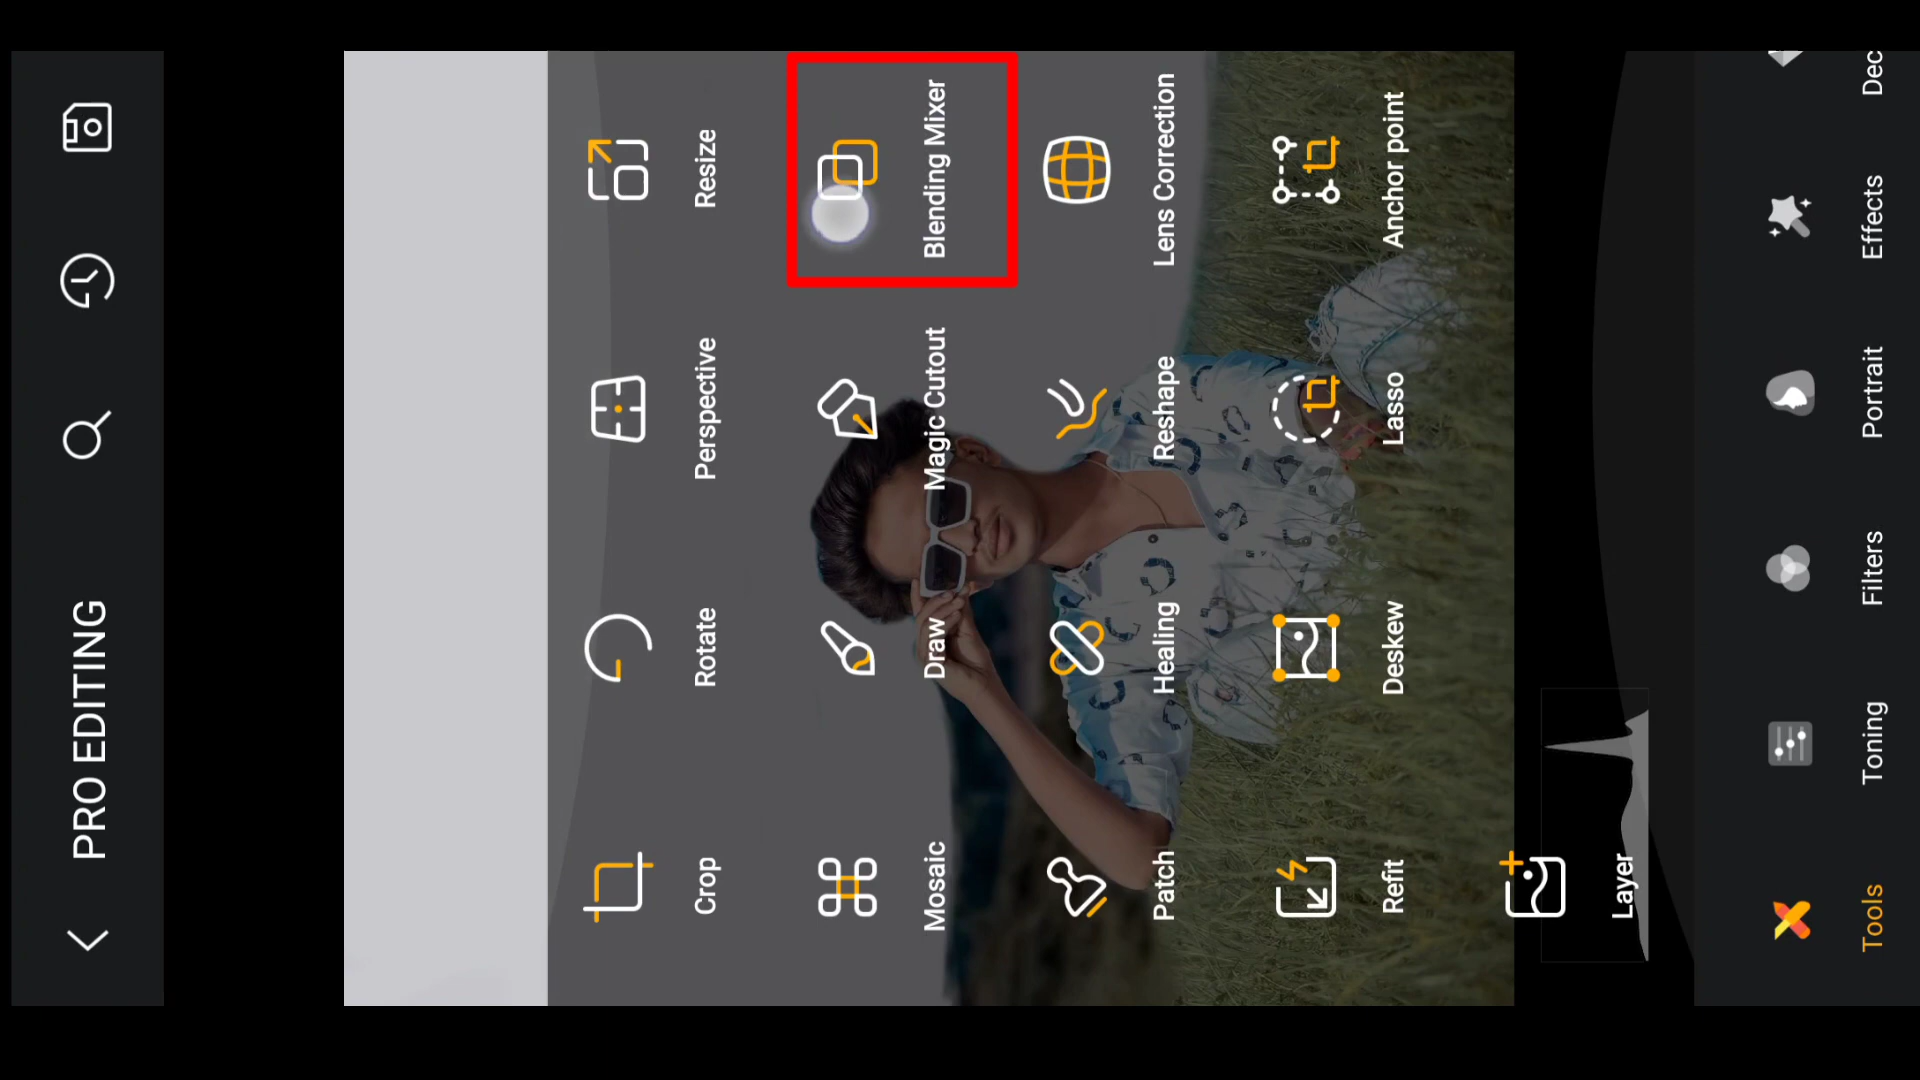 PRO EDITING
Crop
Rotate
Perspective
Resize
Mosaic
Draw
Magic Cutout
Blending Mixer
Patch
Healing
Reshape
Lens Correction
Refit
Deskew
Lasso
Anchor point
Layer
Tools
Toning
Filters
Portrait
Effects
Dec